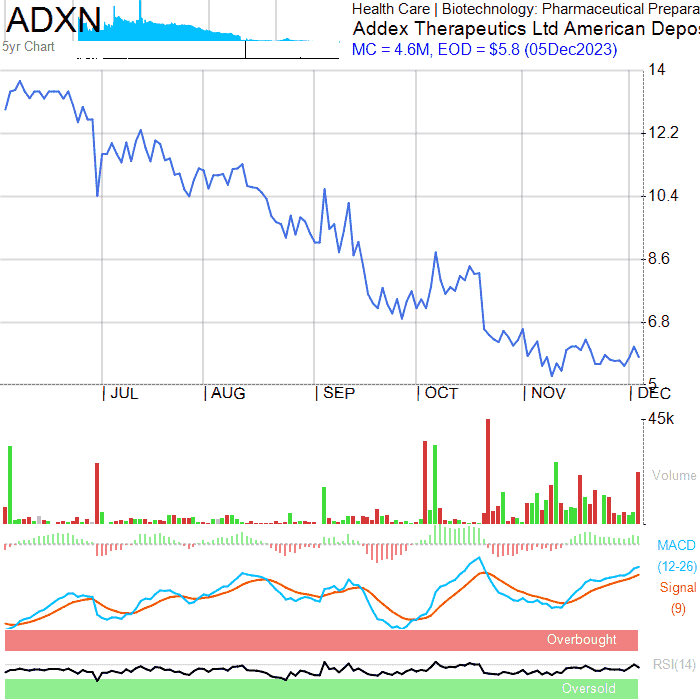 ADXN
5yr Chart
Health Care | Biotechnology: Pharmaceutical Prepara
Addex Therapeutics Ltd American Depos
MC = 4.6M, EOD = $5.8 (05Dec2023)
14
12.2
10.4
8.6
6.8
5
| JUL | AUG | SEP | OCT | NOV | DEC
45k
Volume
MACD
(12-26)
Signal
(9)
Overbought
RSI(14)
Oversold